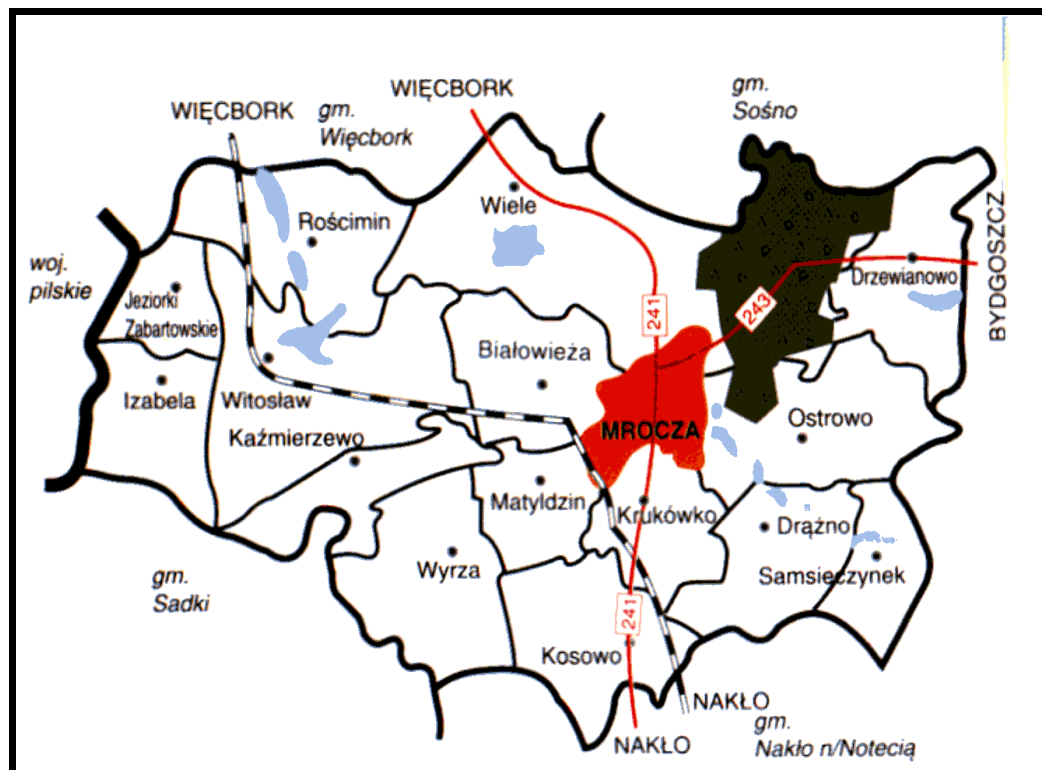 WIĘCBORK
WIĘCBORK
gm.
Więcbork
gm.
Sośno
woj.
pilskie
Rościmin
Wiele
Drzewianowo
BYDGOSZCZ
Jeziorki
Zabartowskie
241
243
Białowieża
Izabela
Witosław
Kaźmierzewo
MROCZA
Ostrowo
Matyldzin
Krukówko
Drążno
Wyrza
Samsieczynek
gm.
Sadki
241
Kosowo
NAKŁO
NAKŁO
gm.
Nakło n/Notecią